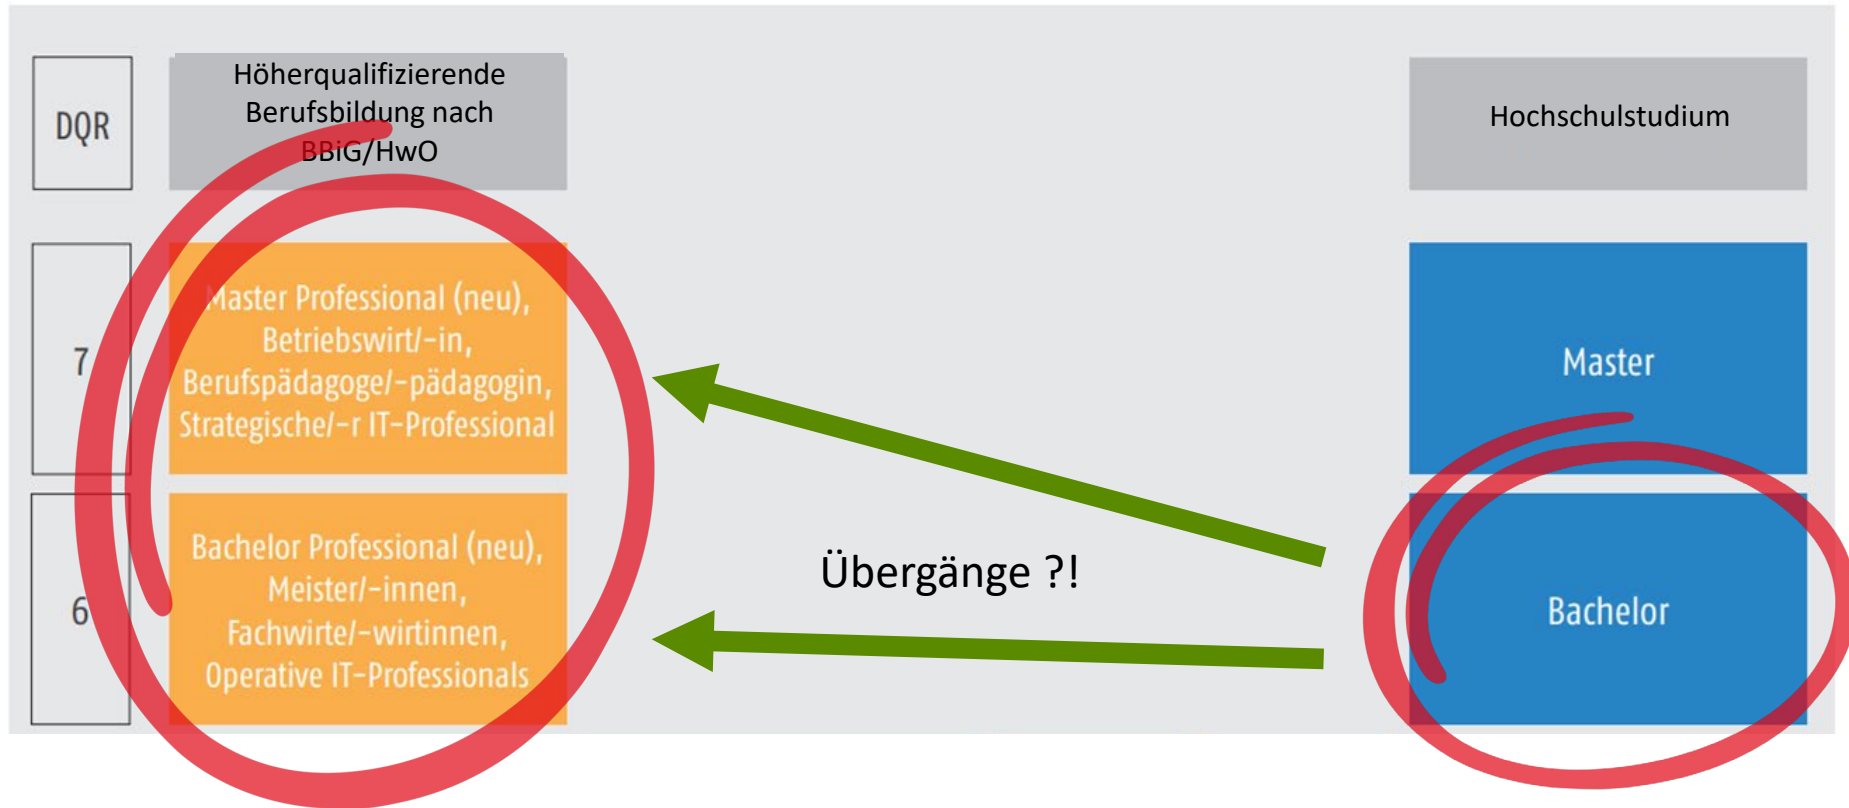 DQR
Höherqualifizierende
Berufsbildung nach
BBiG/HwO
Hochschulstudium
7
Master Professional (neu),
Betriebswirt/-in,
Berufspädagoge/-pädagogin,
Strategische/-r IT-Professional
Master
6
Bachelor Professional (neu),
Meister/-innen,
Fachwirte/-wirtinnen,
Operative IT-Professionals
Übergänge ?!
Bachelor